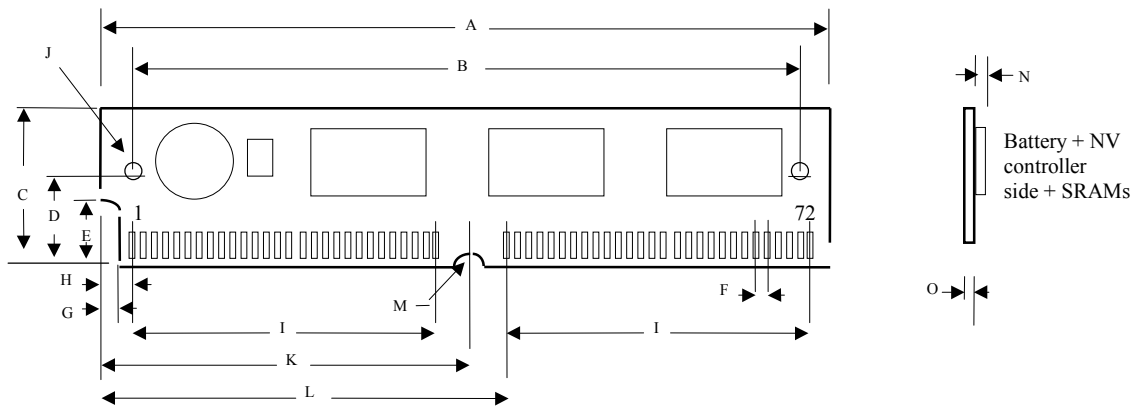 A
J
B
N
Battery + NV
controller
side + SRAMs
C
D
E
1
72
H
G
M
F
O
I
I
K
L